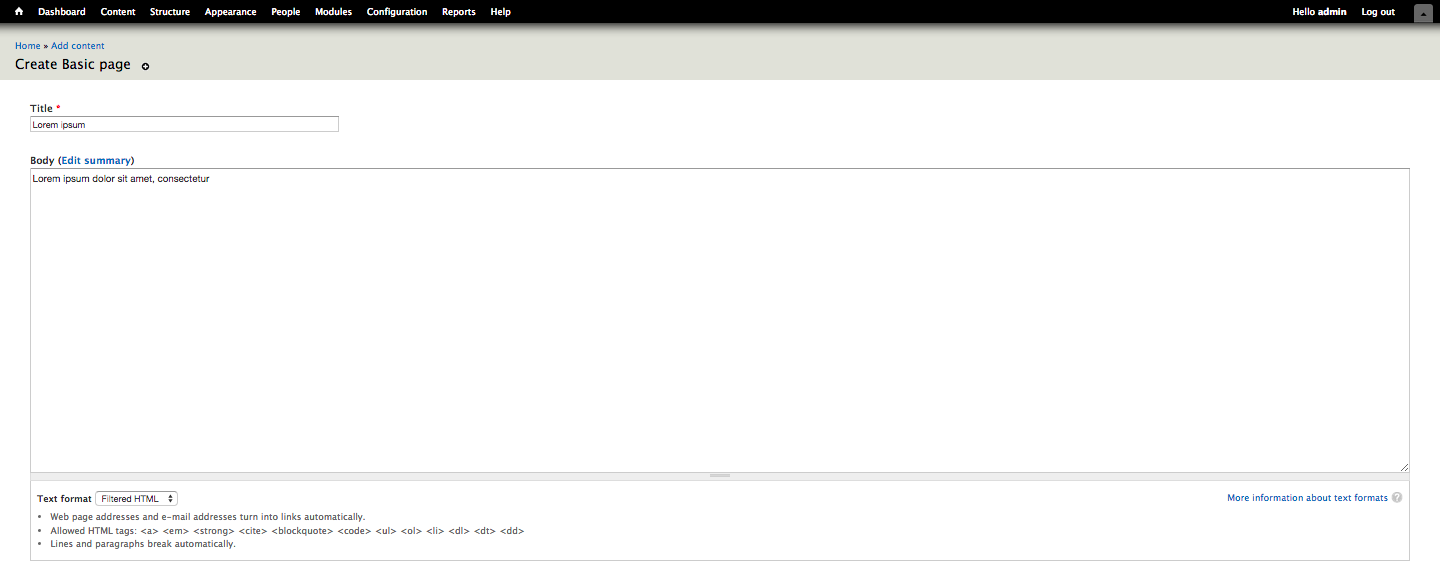 Dashboard Content Structure Appearance People Modules Configuration Reports Help Hello admin Log out
Home » Add content
Create Basic page
Title *
Lorem ipsum
Body (Edit summary)
Lorem ipsum dolor sit amet, consectetur
Text format Filtered HTML More information about text formats ?
• Web page addresses and e-mail addresses turn into links automatically.
• Allowed HTML tags: <a> <em> <strong> <cite> <blockquote> <code> <ul> <ol> <li> <dl> <dt> <dd>
• Lines and paragraphs break automatically.